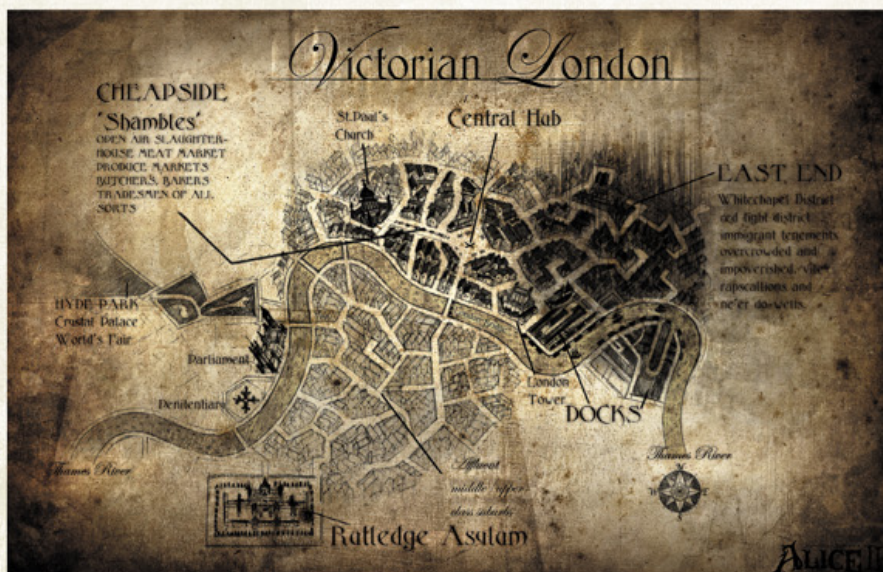 Victorian London
CHEAPSIDE
"Shambles"
OPEN AIR SLAUGHTER-
HOUSE MEAT MARKET
PRODUCE MARKETS
BUTCHERS, BAKERS
TRADESMEN OF ALL
SORTS
St.Paul's
Church
Central Hub
EAST END
Whitechapel District
red light district
immigrant tenements
overcrowded and
impoverished, vile
rapscallions and
ne'er do-wells.
HYDE PARK
Crystal Palace
World's Fair
Parliament
Penitentiary
London
Tower
DOCKS
Thames River
Thames River
Affluent
middle upper-
class suburbs
Rutledge Asylum
ALICE II